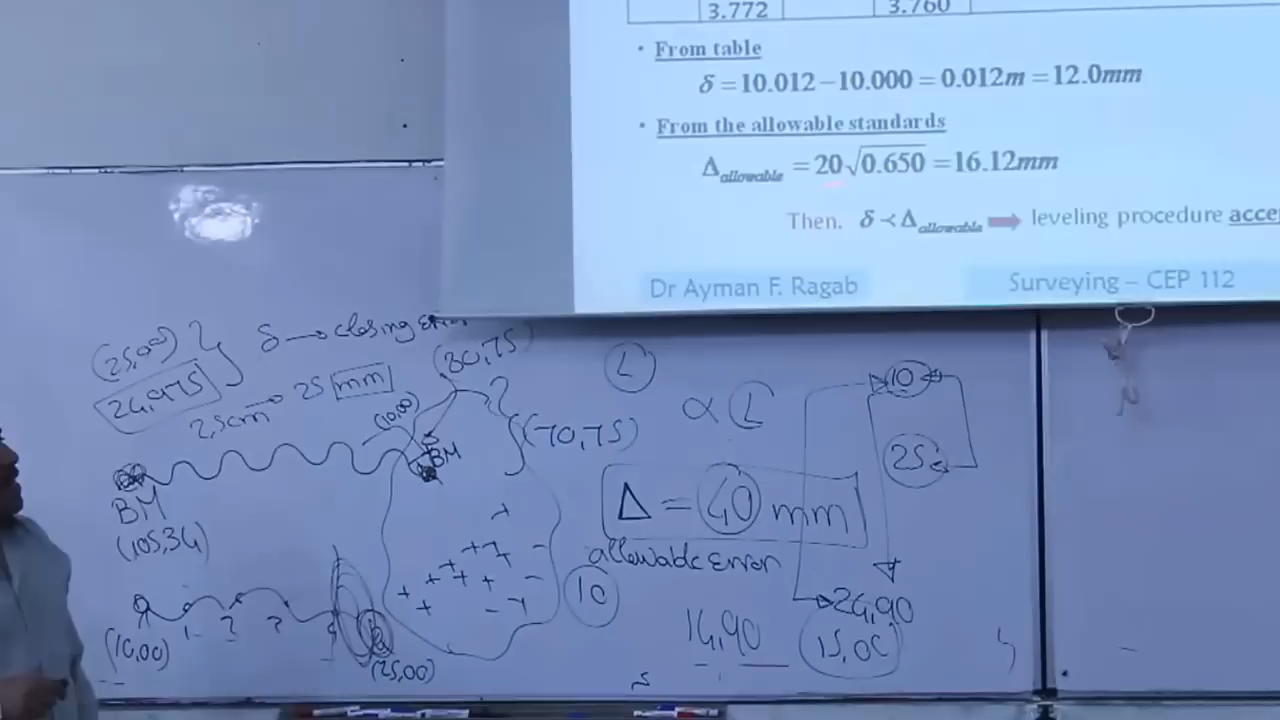 3.772 3.760
• From table
δ = 10.012 – 10.000 = 0.012m = 12.0mm
• From the allowable standards
Δallowable = 20√0.650 = 16.12mm
Then. δ ≺ Δallowable ➡ leveling procedure acce
Dr Ayman F. Ragab
Surveying – CEP 112
(25,00) } δ → closing error
24,975
2,5cm → 25 mm
(80,75)
(10,00)
(70,75)
BM
BM
(105,34)
L
∝ L
10
25
Δ = 40 mm
allowable error
10
24,90
14,90
15,00
(10,00) 1 2 ?
(25,00)